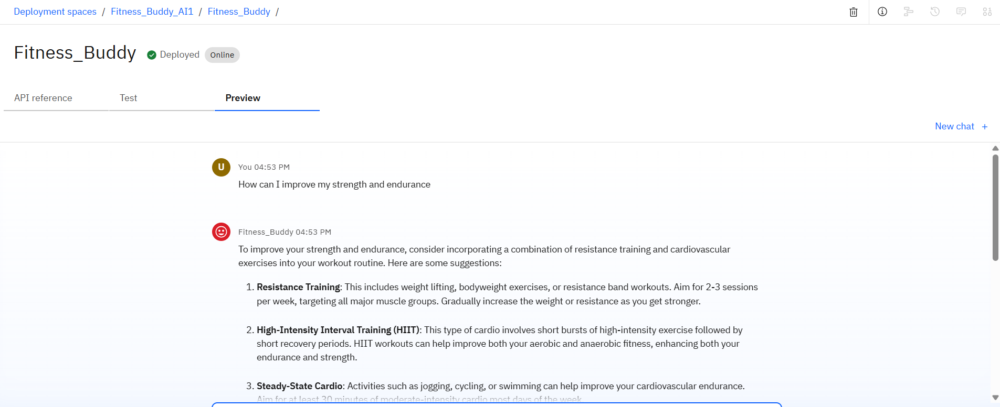 Deployment spaces / Fitness_Buddy_AI1 / Fitness_Buddy /
Fitness_Buddy Deployed Online
API reference Test Preview
New chat +
U You 04:53 PM
How can I improve my strength and endurance
Fitness_Buddy 04:53 PM
To improve your strength and endurance, consider incorporating a combination of resistance training and cardiovascular
exercises into your workout routine. Here are some suggestions:
1. Resistance Training: This includes weight lifting, bodyweight exercises, or resistance band workouts. Aim for 2-3 sessions
per week, targeting all major muscle groups. Gradually increase the weight or resistance as you get stronger.
2. High-Intensity Interval Training (HIIT): This type of cardio involves short bursts of high-intensity exercise followed by
short recovery periods. HIIT workouts can help improve both your aerobic and anaerobic fitness, enhancing both your
endurance and strength.
3. Steady-State Cardio: Activities such as jogging, cycling, or swimming can help improve your cardiovascular endurance.
Aim for at least 30 minutes of moderate-intensity cardio most days of the week.